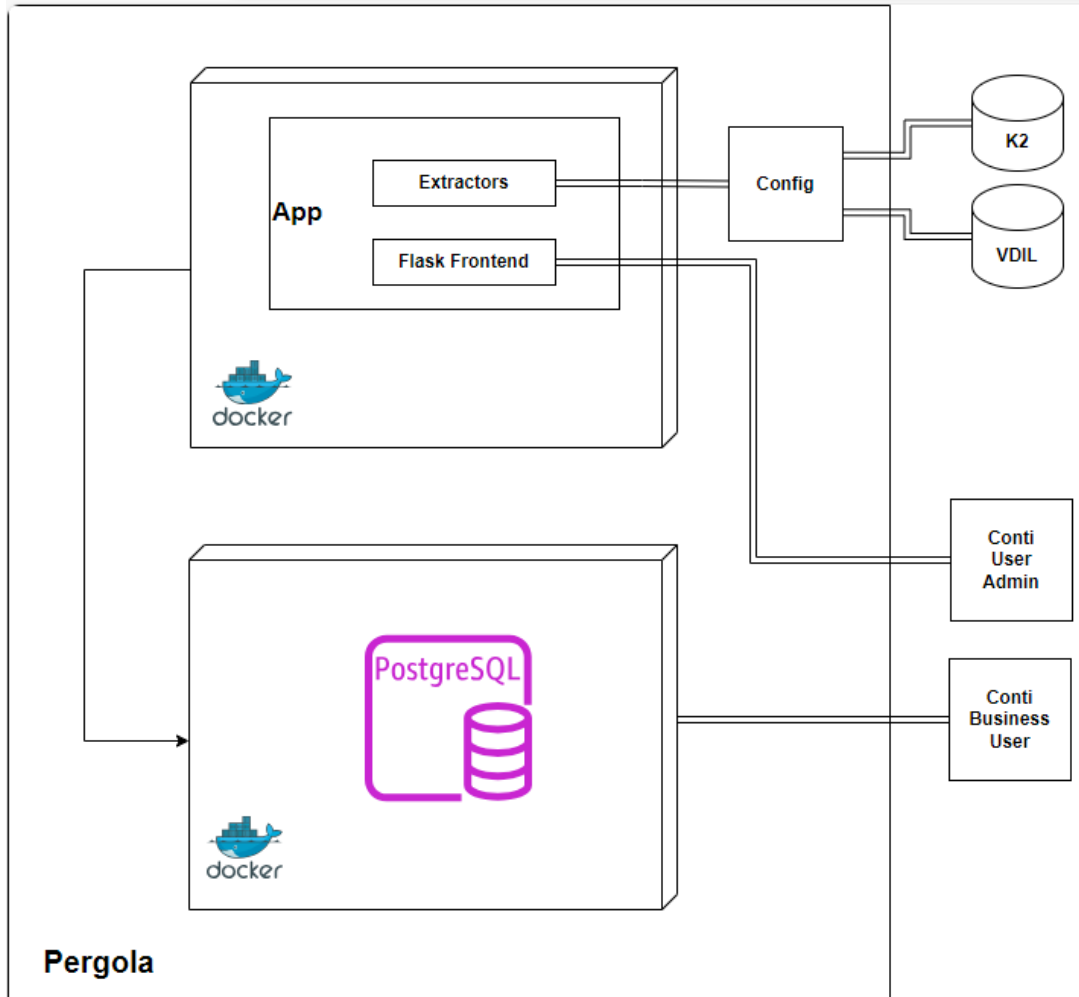 Extractors
App
Flask Frontend
docker
Config
K2
VDIL
Conti
User
Admin
PostgreSQL
docker
Conti
Business
User
Pergola